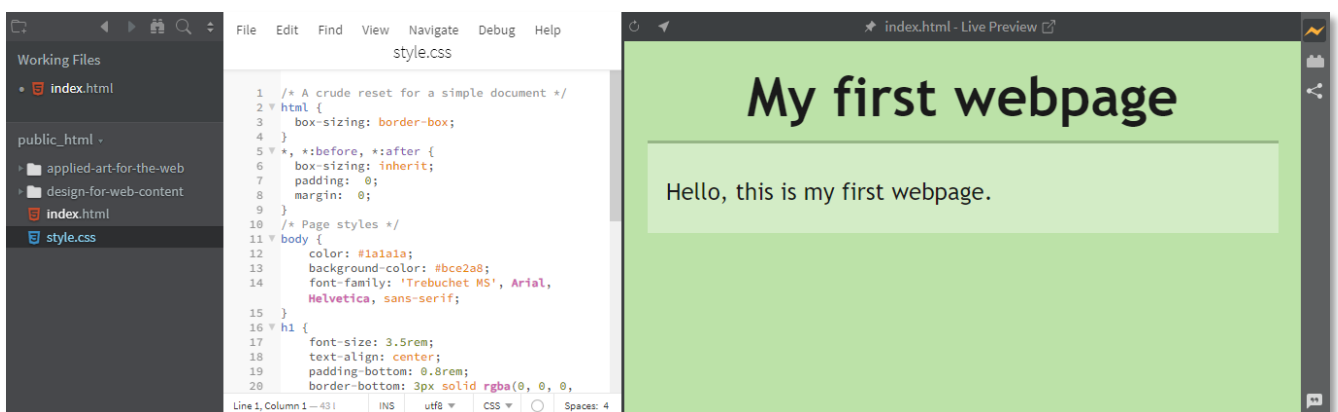 Working Files
index.html
public_html
applied-art-for-the-web
design-for-web-content
index.html
style.css
File Edit Find View Navigate Debug Help
style.css
1 /* A crude reset for a simple document */
2 html {
3 box-sizing: border-box;
4 }
5 *, *:before, *:after {
6 box-sizing: inherit;
7 padding: 0;
8 margin: 0;
9 }
10 /* Page styles */
11 body {
12 color: #1a1a1a;
13 background-color: #bce2a8;
14 font-family: 'Trebuchet MS', Arial,
Helvetica, sans-serif;
15 }
16 h1 {
17 font-size: 3.5rem;
18 text-align: center;
19 padding-bottom: 0.8rem;
20 border-bottom: 3px solid rgba(0, 0, 0,
Line 1, Column 1 — 43 INS utf8 CSS Spaces: 4
index.html - Live Preview
My first webpage
Hello, this is my first webpage.